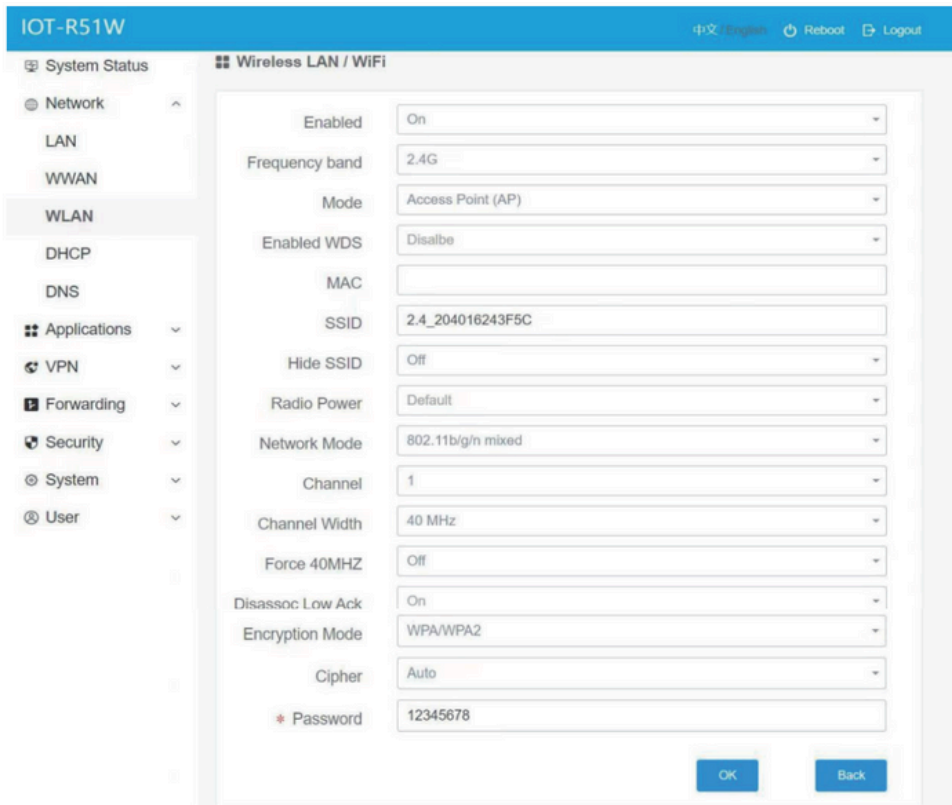 IOT-R51W
中文 /English Reboot Logout
System Status
Network
LAN
WWAN
WLAN
DHCP
DNS
Applications
VPN
Forwarding
Security
System
User
Wireless LAN / WiFi
Enabled On
Frequency band 2.4G
Mode Access Point (AP)
Enabled WDS Disalbe
MAC
SSID 2.4_204016243F5C
Hide SSID Off
Radio Power Default
Network Mode 802.11b/g/n mixed
Channel 1
Channel Width 40 MHz
Force 40MHZ Off
Disassoc Low Ack On
Encryption Mode WPA/WPA2
Cipher Auto
* Password 12345678
OK Back